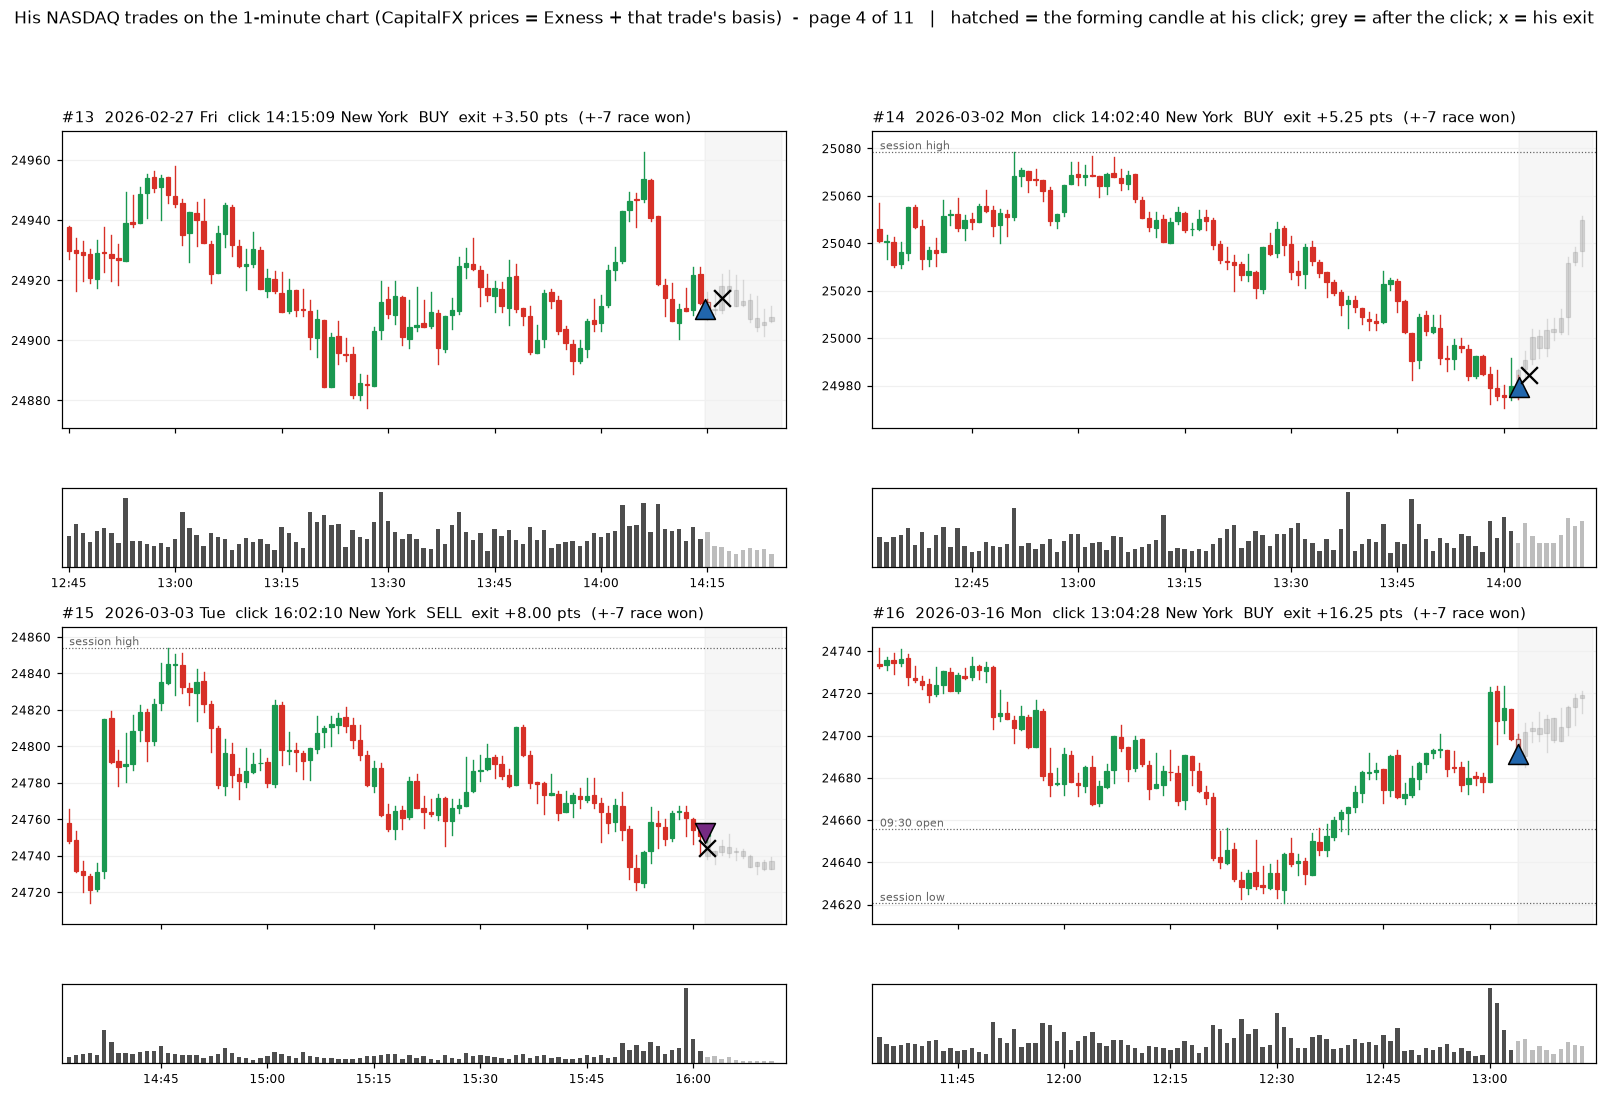 His NASDAQ trades on the 1-minute chart (CapitalFX prices = Exness + that trade's basis)  -  page 4 of 11   |   hatched = the forming candle at his click; grey = after the click; x = his exit
#13  2026-02-27 Fri  click 14:15:09 New York  BUY  exit +3.50 pts  (+-7 race won)
24960
24940
24920
24900
24880
12:45 13:00 13:15 13:30 13:45 14:00 14:15
#14  2026-03-02 Mon  click 14:02:40 New York  BUY  exit +5.25 pts  (+-7 race won)
session high
25080
25060
25040
25020
25000
24980
12:45 13:00 13:15 13:30 13:45 14:00
#15  2026-03-03 Tue  click 16:02:10 New York  SELL  exit +8.00 pts  (+-7 race won)
24860
session high
24840
24820
24800
24780
24760
24740
24720
14:45 15:00 15:15 15:30 15:45 16:00
#16  2026-03-16 Mon  click 13:04:28 New York  BUY  exit +16.25 pts  (+-7 race won)
24740
24720
24700
24680
09:30 open
24660
24640
session low
24620
11:45 12:00 12:15 12:30 12:45 13:00